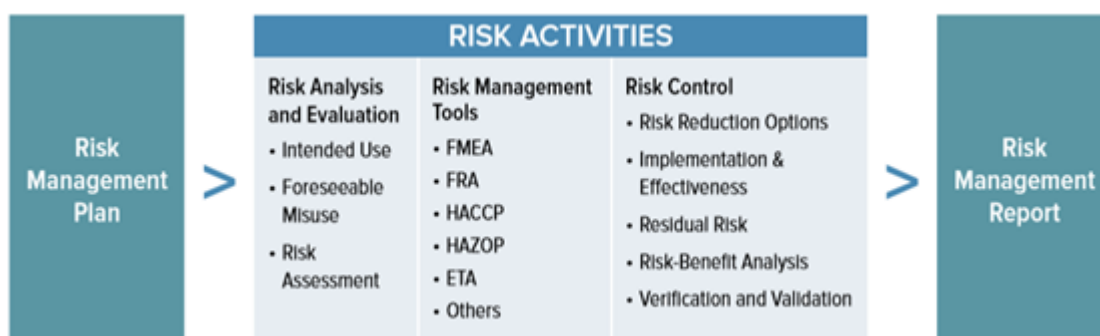 Risk
Management
Plan
>
RISK ACTIVITIES
Risk Analysis
and Evaluation
• Intended Use
• Foreseeable
Misuse
• Risk
Assessment
Risk Management
Tools
• FMEA
• FRA
• HACCP
• HAZOP
• ETA
• Others
Risk Control
• Risk Reduction Options
• Implementation &
Effectiveness
• Residual Risk
• Risk-Benefit Analysis
• Verification and Validation
>
Risk
Management
Report